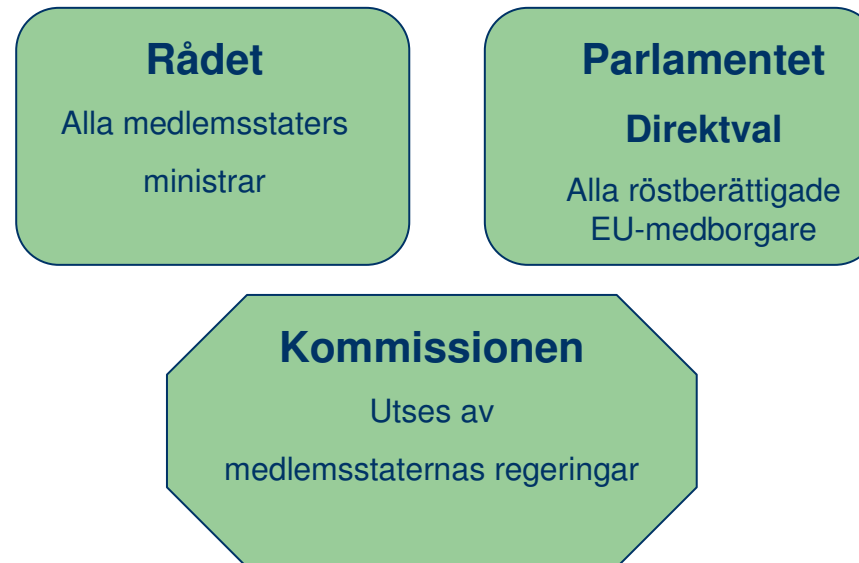 Rådet
Alla medlemsstaters
ministrar
Parlamentet
Direktval
Alla röstberättigade
EU-medborgare
Kommissionen
Utses av
medlemsstaternas regeringar